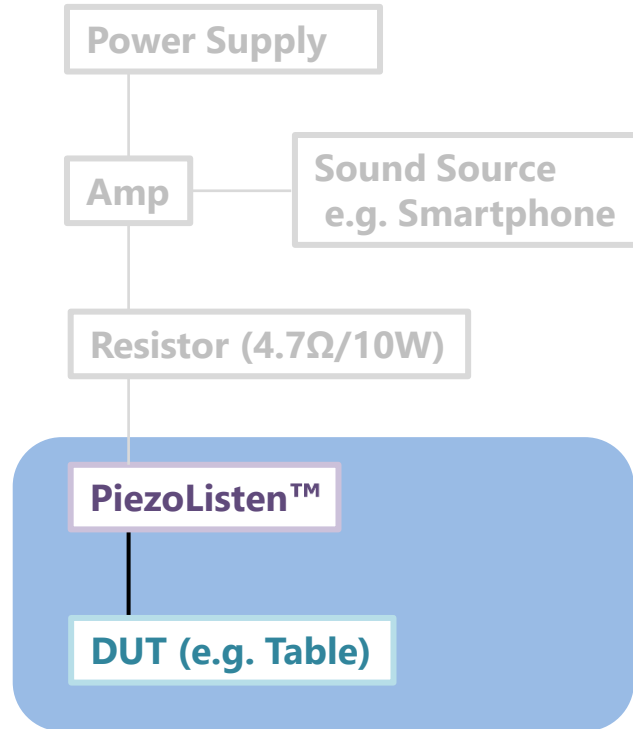 Power Supply
Amp
Sound Source
e.g. Smartphone
Resistor (4.7Ω/10W)
PiezoListen™
DUT (e.g. Table)